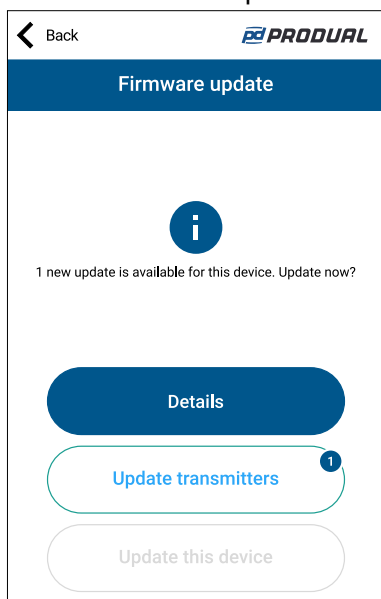 Back
pd PRODUAL
Firmware update
i
1 new update is available for this device. Update now?
Details
Update transmitters
1
Update this device